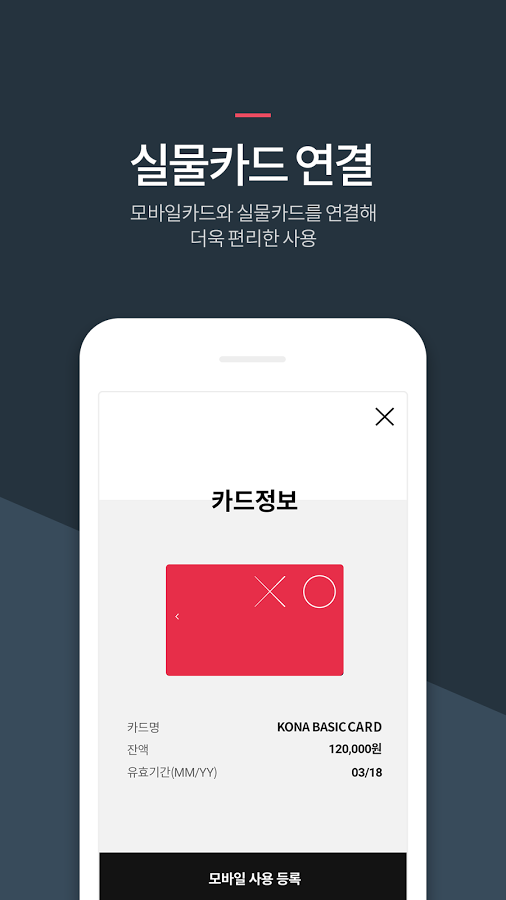 실물카드 연결
모바일카드와 실물카드를 연결해
더욱 편리한 사용
카드정보
카드명 KONA BASIC CARD
잔액 120,000원
유효기간(MM/YY) 03/18
모바일 사용 등록